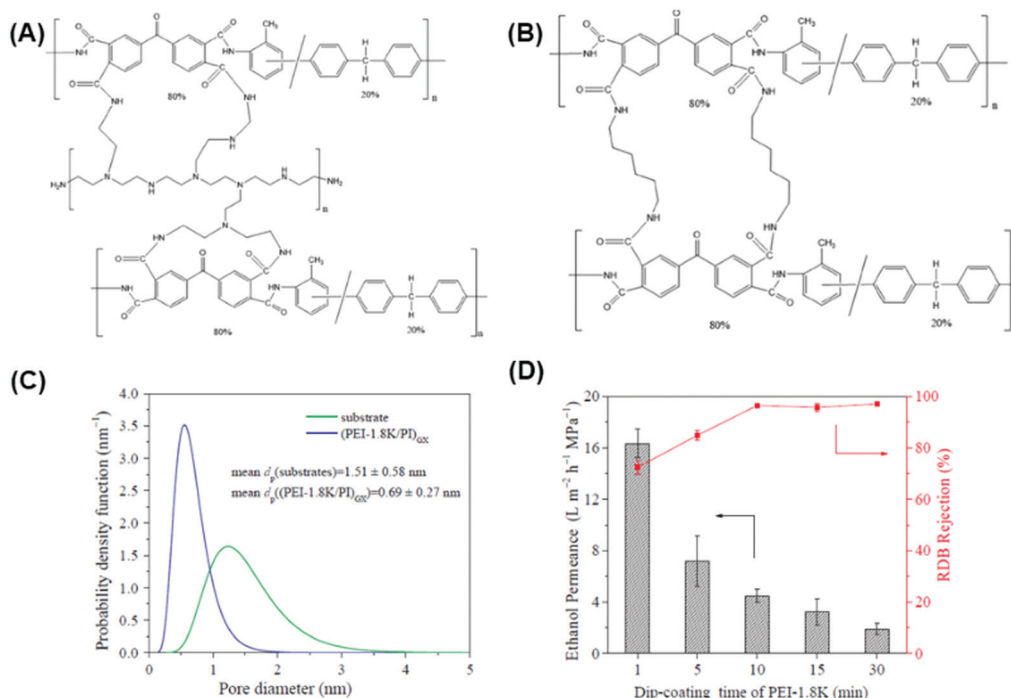 (A)
O
O
C
O
C
CH3
NH
C
O
C
O
C
NH
H
C
H
80%
20%
n
NH
NH
N
H
H2N
N
N
H
N
N
N
H
NH2
n
N
NH
NH
O
C
O
C
CH3
NH
C
O
C
O
NH
H
C
H
80%
20%
n
(B)
O
O
C
O
C
CH3
NH
C
O
C
O
C
NH
H
C
H
NH
NH
80%
20%
n
NH
NH
O
C
O
C
O
C
CH3
NH
C
O
C
O
NH
H
C
H
80%
20%
n
(C)
Probability density function (nm−1)
4.0
3.5
3.0
2.5
2.0
1.5
1.0
0.5
0.0
substrate
(PEI-1.8K/PI)GX
mean dp(substrates)=1.51 ± 0.58 nm
mean dp((PEI-1.8K/PI)GX)=0.69 ± 0.27 nm
0 1 2 3 4 5
Pore diameter (nm)
(D)
Ethanol Permeance (L m−2 h−1 MPa−1)
20
16
12
8
4
0
100
80
60
40
20
0
RDB Rejection (%)
1 5 10 15 30
Dip-coating time of PEI-1.8K (min)